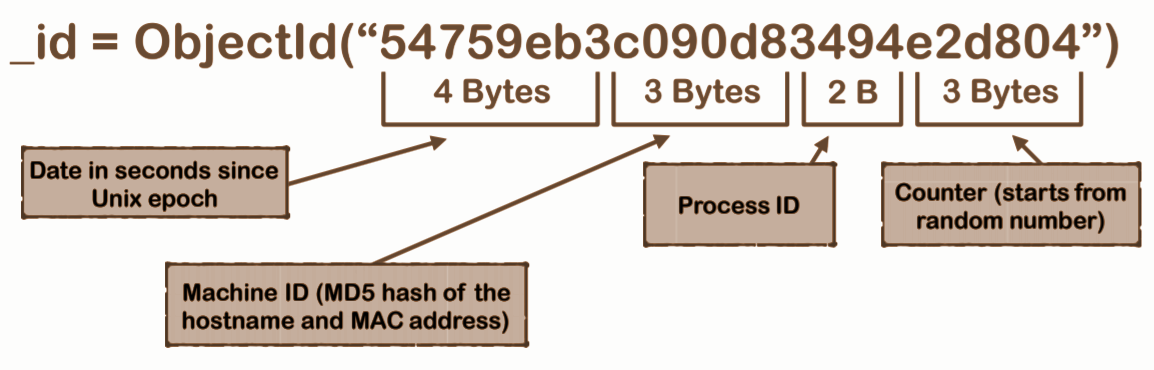 _id = ObjectId(“54759eb3c090d83494e2d804”)
4 Bytes
3 Bytes
2 B
3 Bytes
Date in seconds since
Unix epoch
Process ID
Counter (starts from
random number)
Machine ID (MD5 hash of the
hostname and MAC address)